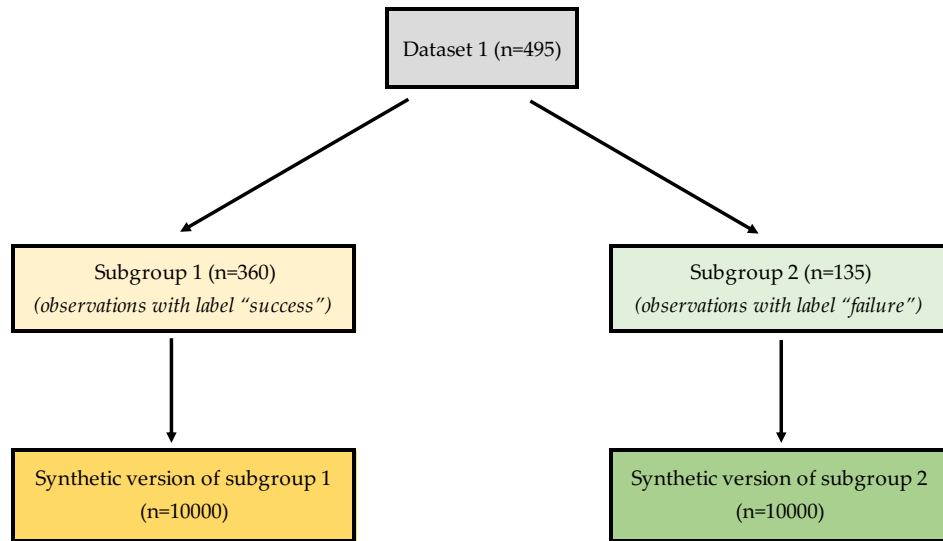 Dataset 1 (n=495)
Subgroup 1 (n=360)
(observations with label “success”)
Subgroup 2 (n=135)
(observations with label “failure”)
Synthetic version of subgroup 1
(n=10000)
Synthetic version of subgroup 2
(n=10000)